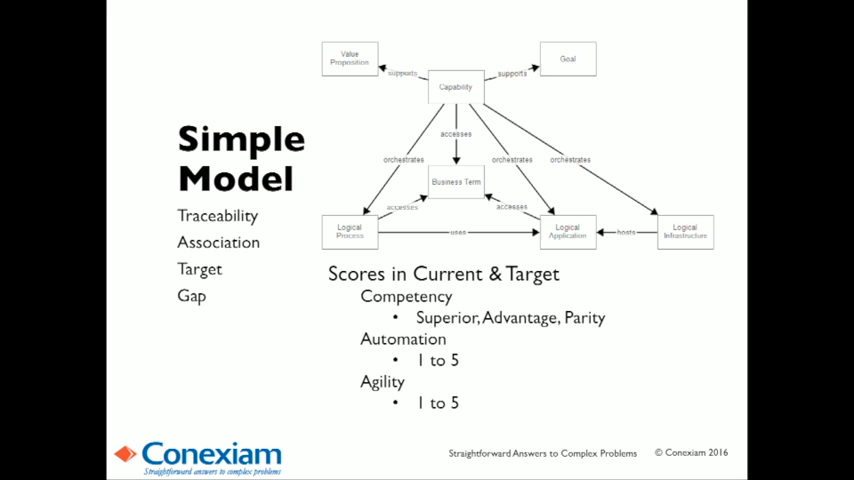 Value
Proposition
Goal
supports
supports
Capability
accesses
orchestrates
orchestrates
orchestrates
Business Term
accesses
accesses
Logical
Process
uses
Logical
Application
hosts
Logical
Infrastructure
Simple
Model
Traceability
Association
Target
Gap
Scores in Current & Target
Competency
• Superior, Advantage, Parity
Automation
• 1 to 5
Agility
• 1 to 5
Conexiam
Straightforward answers to complex problems
Straightforward Answers to Complex Problems
© Conexiam 2016